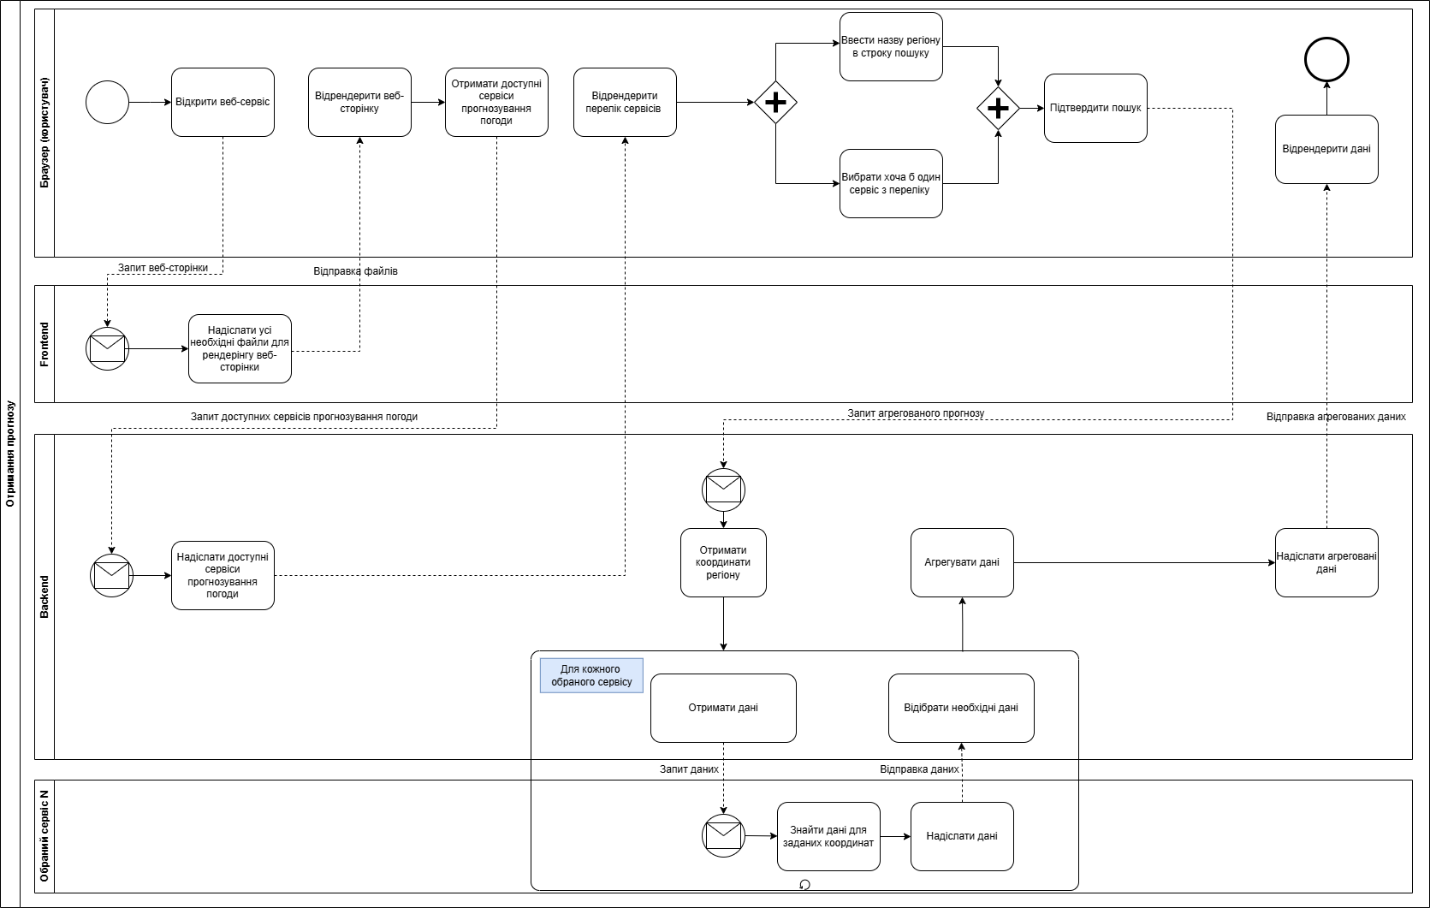 Отримання прогнозу
Браузер (користувач)
Відкрити веб-сервіс
Відрендерити веб-
сторінку
Отримати доступні
сервіси
прогнозування
погоди
Відрендерити
перелік сервісів
Ввести назву регіону
в строку пошуку
Вибрати хоча б один
сервіс з переліку
Підтвердити пошук
Відрендерити дані
Запит веб-сторінки
Відправка файлів
Frontend
Надіслати усі
необхідні файли для
рендерінгу веб-
сторінки
Запит доступних сервісів прогнозування погоди
Запит агрегованого прогнозу
Відправка агрегованих даних
Backend
Надіслати доступні
сервіси
прогнозування
погоди
Отримати
координати
регіону
Агрегувати дані
Надіслати агреговані
дані
Для кожного
обраного сервісу
Отримати дані
Відібрати необхідні дані
Запит даних
Відправка даних
Обраний сервіс N
Знайти дані для
заданих координат
Надіслати дані